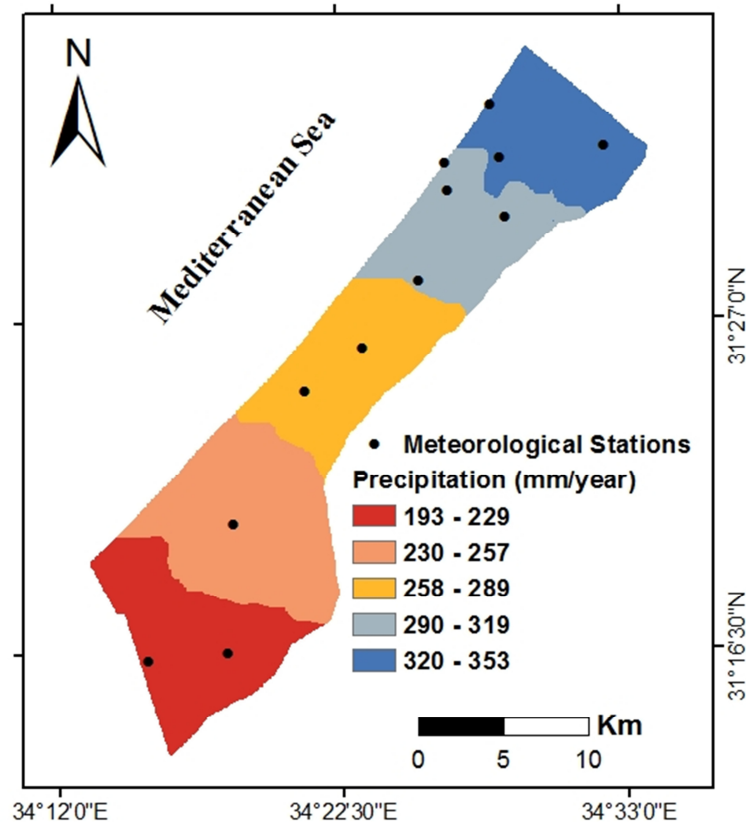 N
Mediterranean Sea
31°27'0"N
Meteorological Stations
Precipitation (mm/year)
193 - 229
230 - 257
258 - 289
290 - 319
320 - 353
31°16'30"N
Km
0 5 10
34°12'0"E 34°22'30"E 34°33'0"E